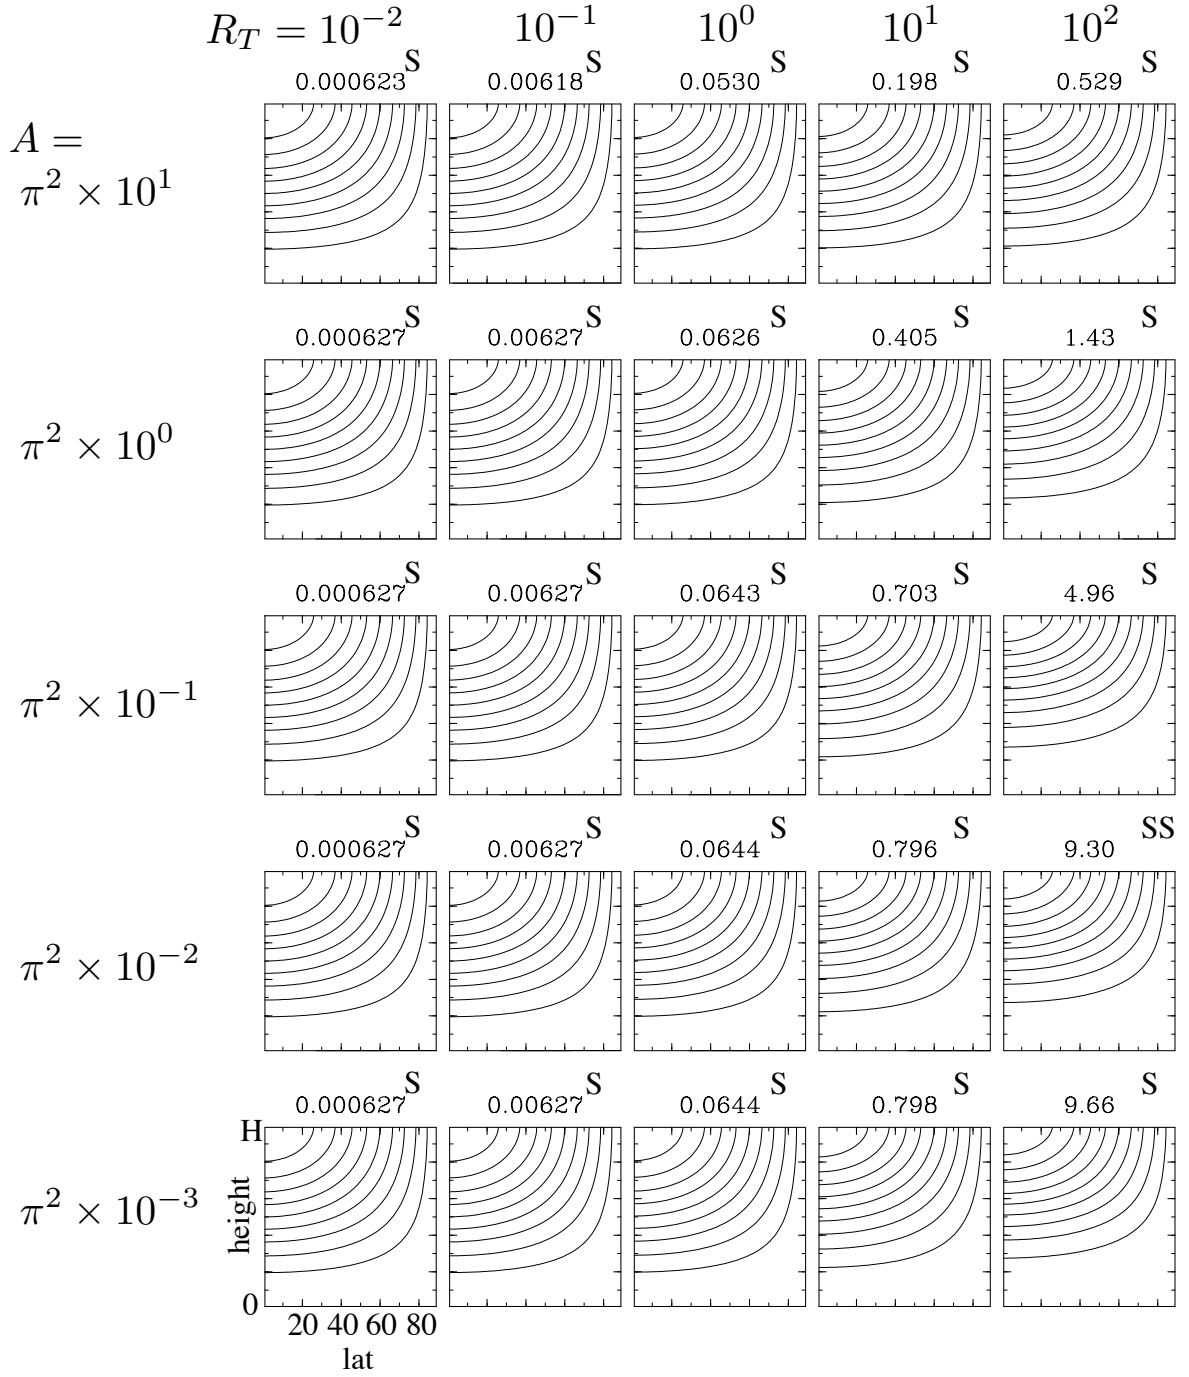 R_T = 10^{-2} 10^{-1} 10^0 10^1 10^2
S S S S S
0.000623 0.00618 0.0530 0.198 0.529
A =
π^2 × 10^1
S S S S S
0.000627 0.00627 0.0626 0.405 1.43
π^2 × 10^0
S S S S S
0.000627 0.00627 0.0643 0.703 4.96
π^2 × 10^{-1}
S S S S SS
0.000627 0.00627 0.0644 0.796 9.30
π^2 × 10^{-2}
S S S S S
0.000627 0.00627 0.0644 0.798 9.66
H
π^2 × 10^{-3}
height
0
20 40 60 80
lat